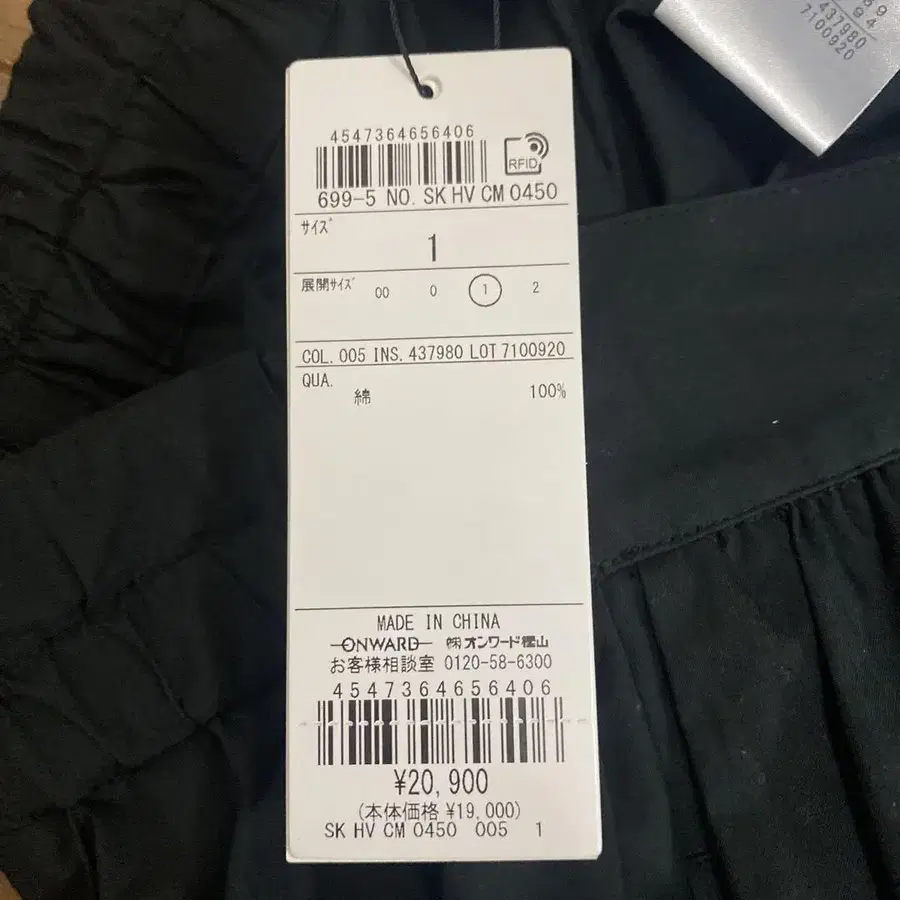 4547364656406
RFID
699-5 NO. SK HV CM 0450
サイズ
1
展開サイズ 00 0 1 2
COL. 005 INS. 437980 LOT 7100920
QUA.
綿 100%
MADE IN CHINA
ONWARD ㈱オンワード樫山
お客様相談室 0120-58-6300
4547364656406
¥20,900
(本体価格 ¥19,000)
SK HV CM 0450 005 1
94
437980
7100920